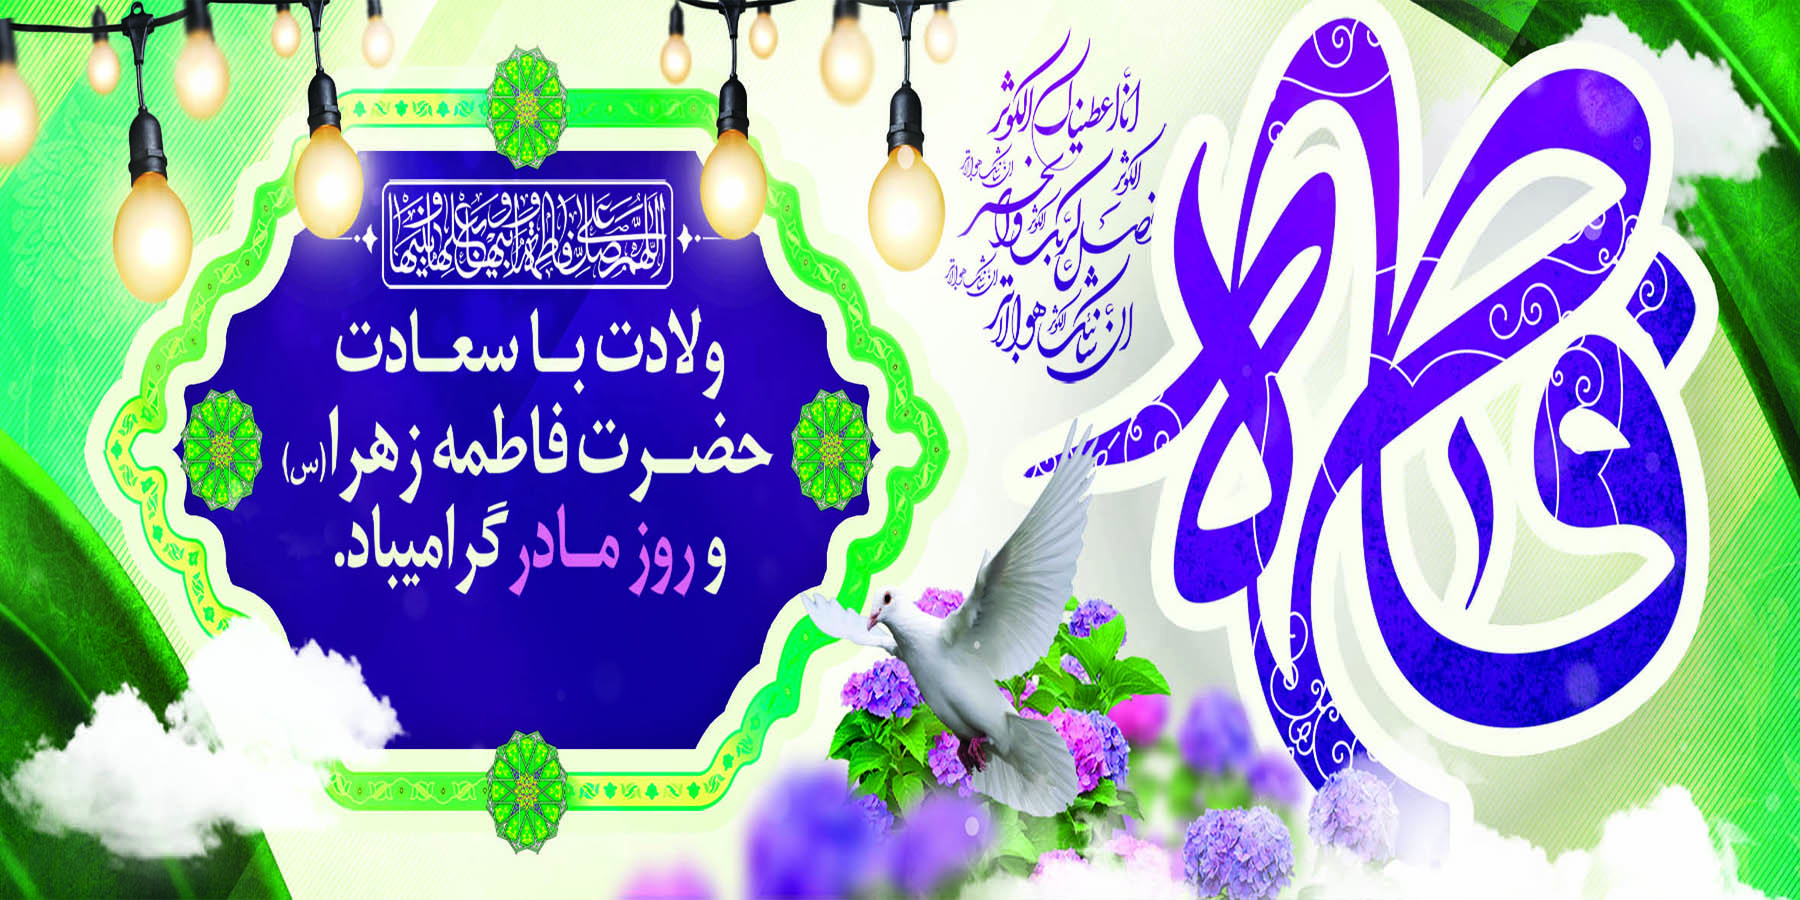 فاطمه
انا اعطیناک الکوثر
فصل لربک وانحر
ان شانئک هو الابتر
اللهم صل علی فاطمة و ابیها و بعلها و بنیها
ولادت با سعادت
حضرت فاطمه زهرا (س)
و روز مادر گرامیباد.